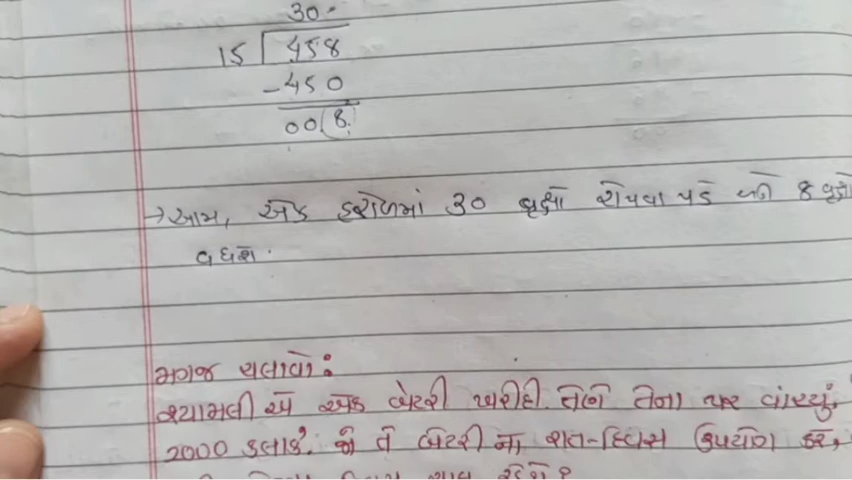 30
15 458
-450
008
→ આમ, એક હરોળમાં 30 વૃક્ષો રોપવા પડે અને 8 વૃક્ષો
વધશે.
મગજ ચલાવો:
શ્યામલી એ એક બેટરી ખરીદી. તેણે તેના પર વાંચ્યું,
2000 કલાક. જો તે બેટરી ના રાત-દિવસ ઉપયોગ કરે,